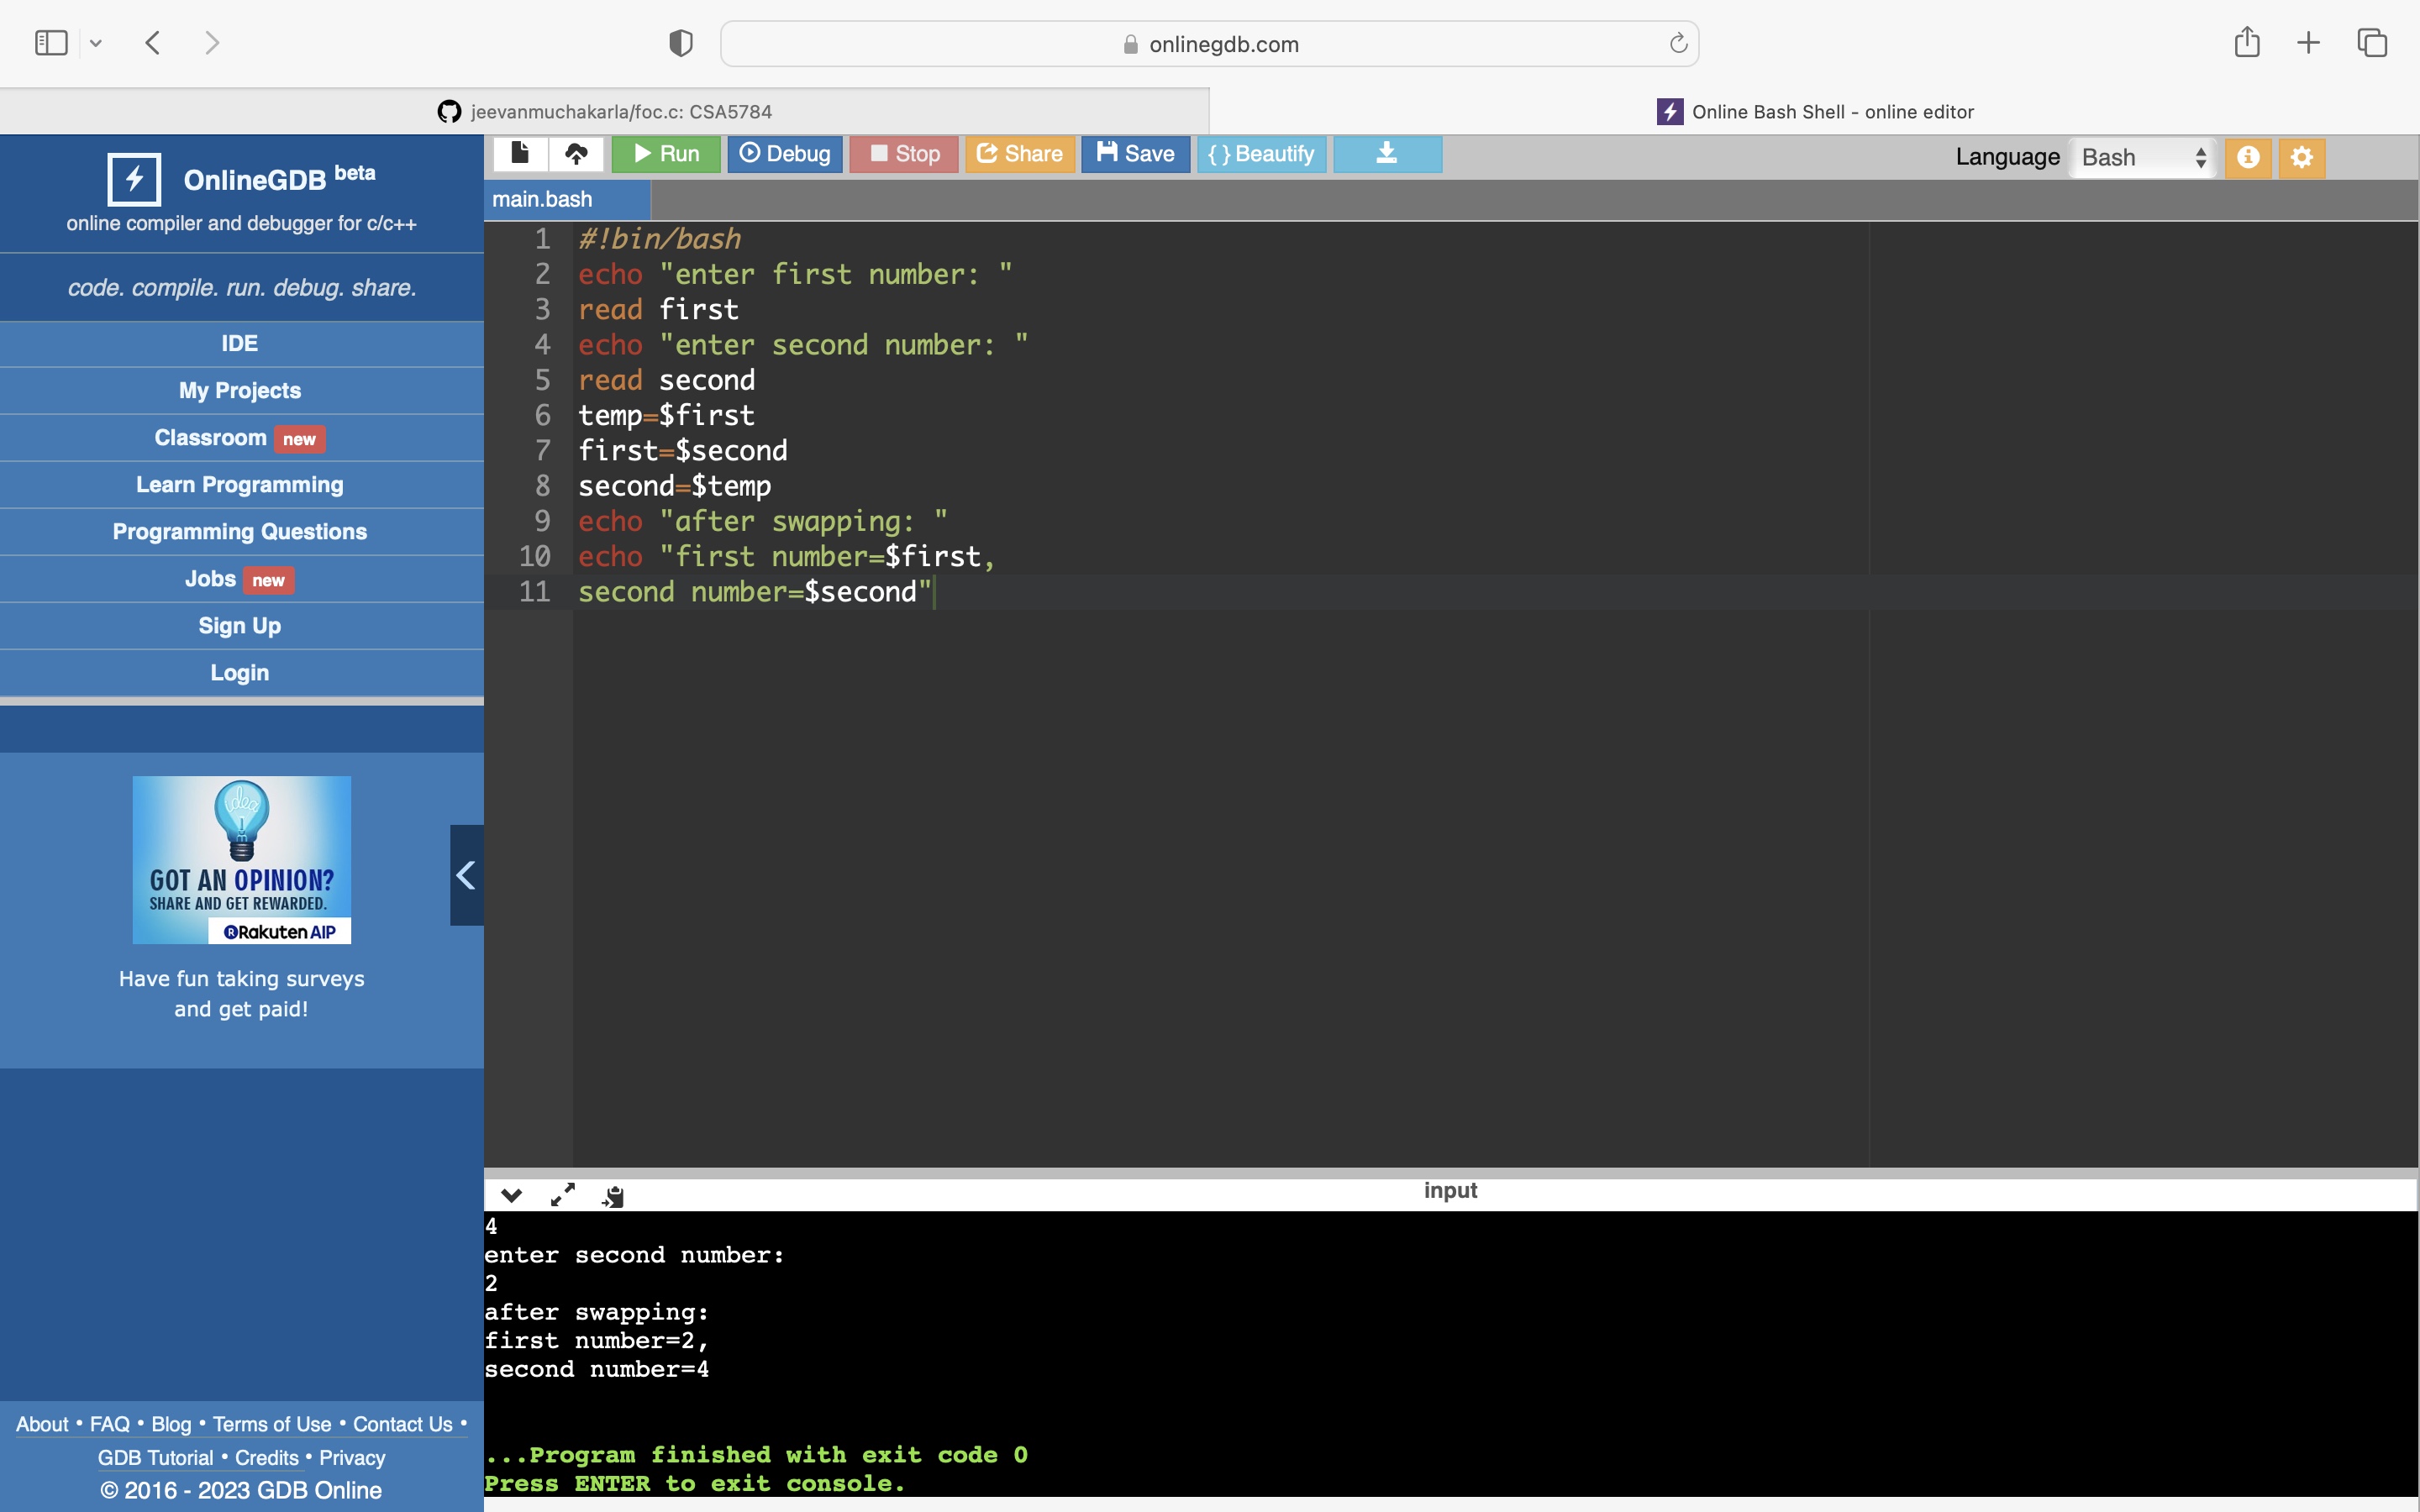 onlinegdb.com
jeevanmuchakarla/foc.c: CSA5784
Online Bash Shell - online editor
OnlineGDB beta
online compiler and debugger for c/c++
code. compile. run. debug. share.
IDE
My Projects
Classroom new
Learn Programming
Programming Questions
Jobs new
Sign Up
Login
idea
GOT AN OPINION?
SHARE AND GET REWARDED.
R Rakuten AIP
Have fun taking surveys
and get paid!
About • FAQ • Blog • Terms of Use • Contact Us •
GDB Tutorial • Credits • Privacy
© 2016 - 2023 GDB Online
Run Debug Stop Share Save { } Beautify
Language Bash
main.bash
1 #!bin/bash
2 echo "enter first number: "
3 read first
4 echo "enter second number: "
5 read second
6 temp=$first
7 first=$second
8 second=$temp
9 echo "after swapping: "
10 echo "first number=$first,
11 second number=$second"
input
4
enter second number:
2
after swapping:
first number=2,
second number=4
...Program finished with exit code 0
Press ENTER to exit console.